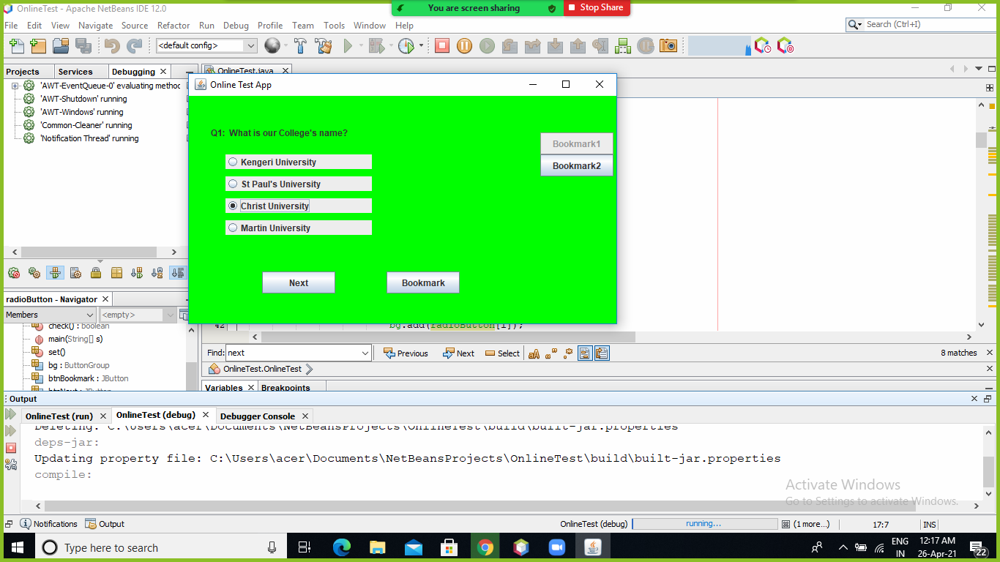 OnlineTest - Apache NetBeans IDE 12.0
You are screen sharing
Stop Share
File Edit View Navigate Source Refactor Run Debug Profile Team Tools Window Help
Search (Ctrl+I)
<default config>
Projects Services Debugging
OnlineTest.java
'AWT-EventQueue-0' evaluating method
'AWT-Shutdown' running
'AWT-Windows' running
'Common-Cleaner' running
'Notification Thread' running
Online Test App
Q1: What is our College's name?
Kengeri University
St Paul's University
Christ University
Martin University
Bookmark1
Bookmark2
Next Bookmark
radioButton - Navigator
Members <empty>
check() : boolean
main(String[] s)
set()
bg : ButtonGroup
btnBookmark : JButton
btnNext : JButton
42 bg.add(radioButton[i]);
Find: next Previous Next Select 8 matches
OnlineTest.OnlineTest
Variables Breakpoints
Output
OnlineTest (run) OnlineTest (debug) Debugger Console
Deleting: C:\Users\acer\Documents\NetBeansProjects\OnlineTest\build\built-jar.properties
deps-jar:
Updating property file: C:\Users\acer\Documents\NetBeansProjects\OnlineTest\build\built-jar.properties
compile:
Activate Windows
Go to Settings to activate Windows.
Notifications Output OnlineTest (debug) running... (1 more...) 17:7 INS
Type here to search
ENG
IN
12:17 AM
26-Apr-21
22